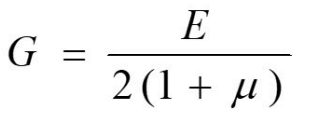 G = E / 2 (1 + μ)